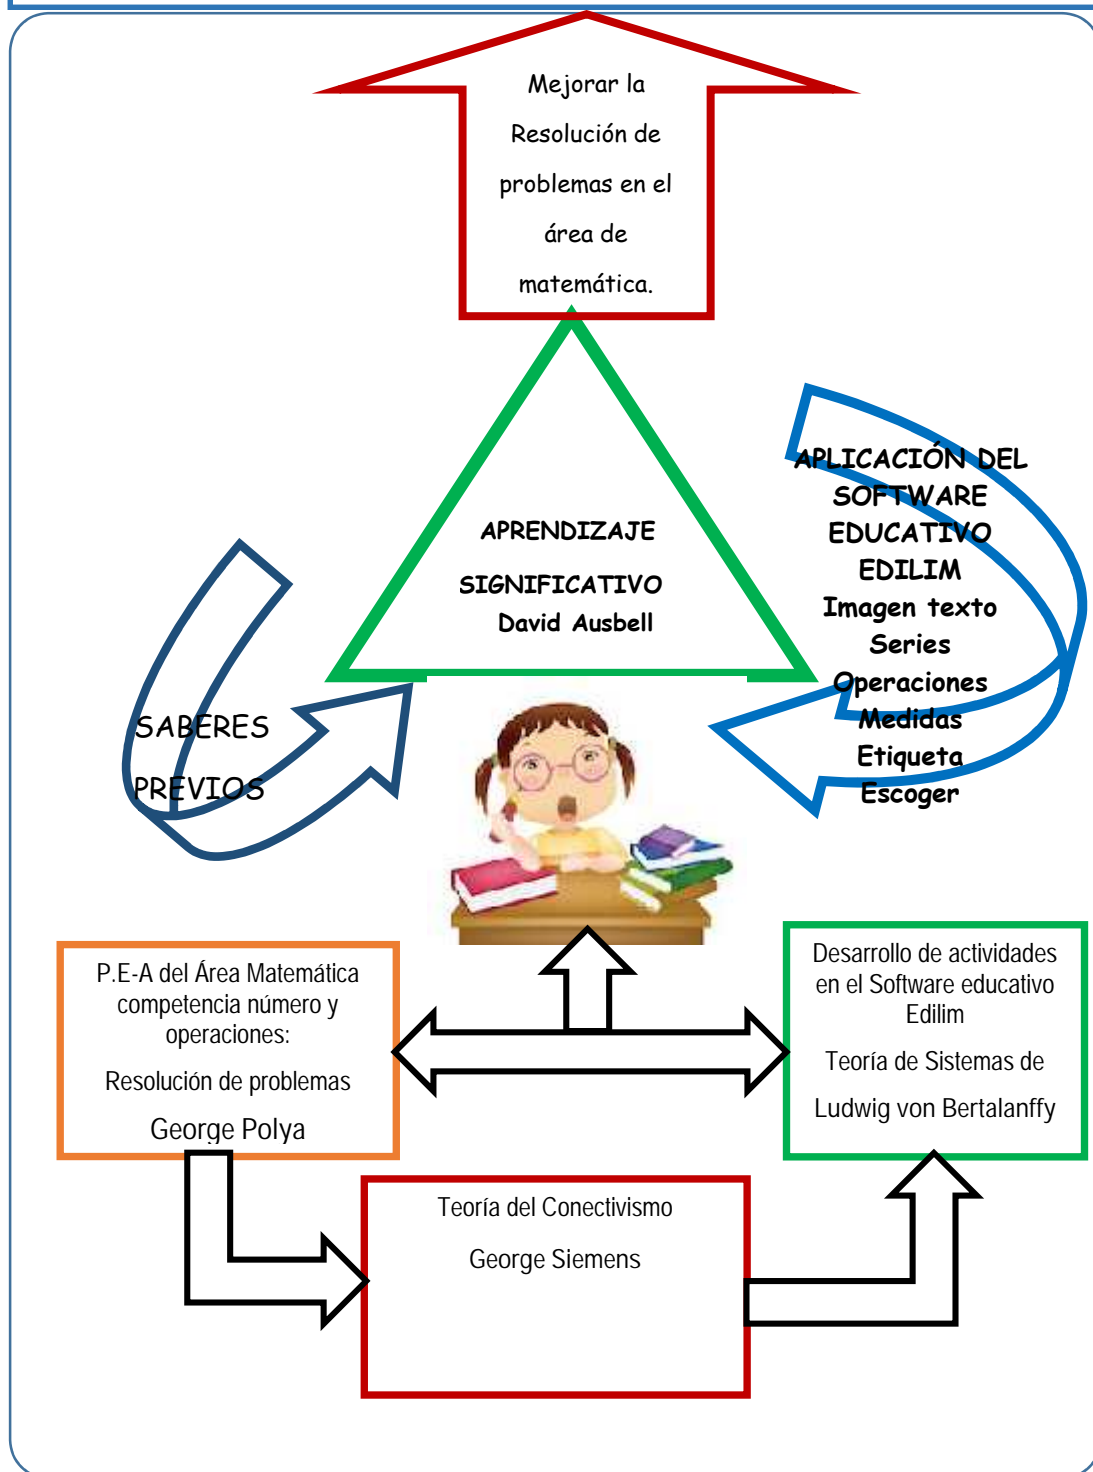 Mejorar la
Resolución de
problemas en el
área de
matemática.
APRENDIZAJE
SIGNIFICATIVO
David Ausbell
APLICACIÓN DEL
SOFTWARE
EDUCATIVO
EDILIM
Imagen texto
Series
Operaciones
Medidas
Etiqueta
Escoger
SABERES
PREVIOS
P.E-A del Área Matemática
competencia número y
operaciones:
Resolución de problemas
George Polya
Desarrollo de actividades
en el Software educativo
Edilim
Teoría de Sistemas de
Ludwig von Bertalanffy
Teoría del Conectivismo
George Siemens